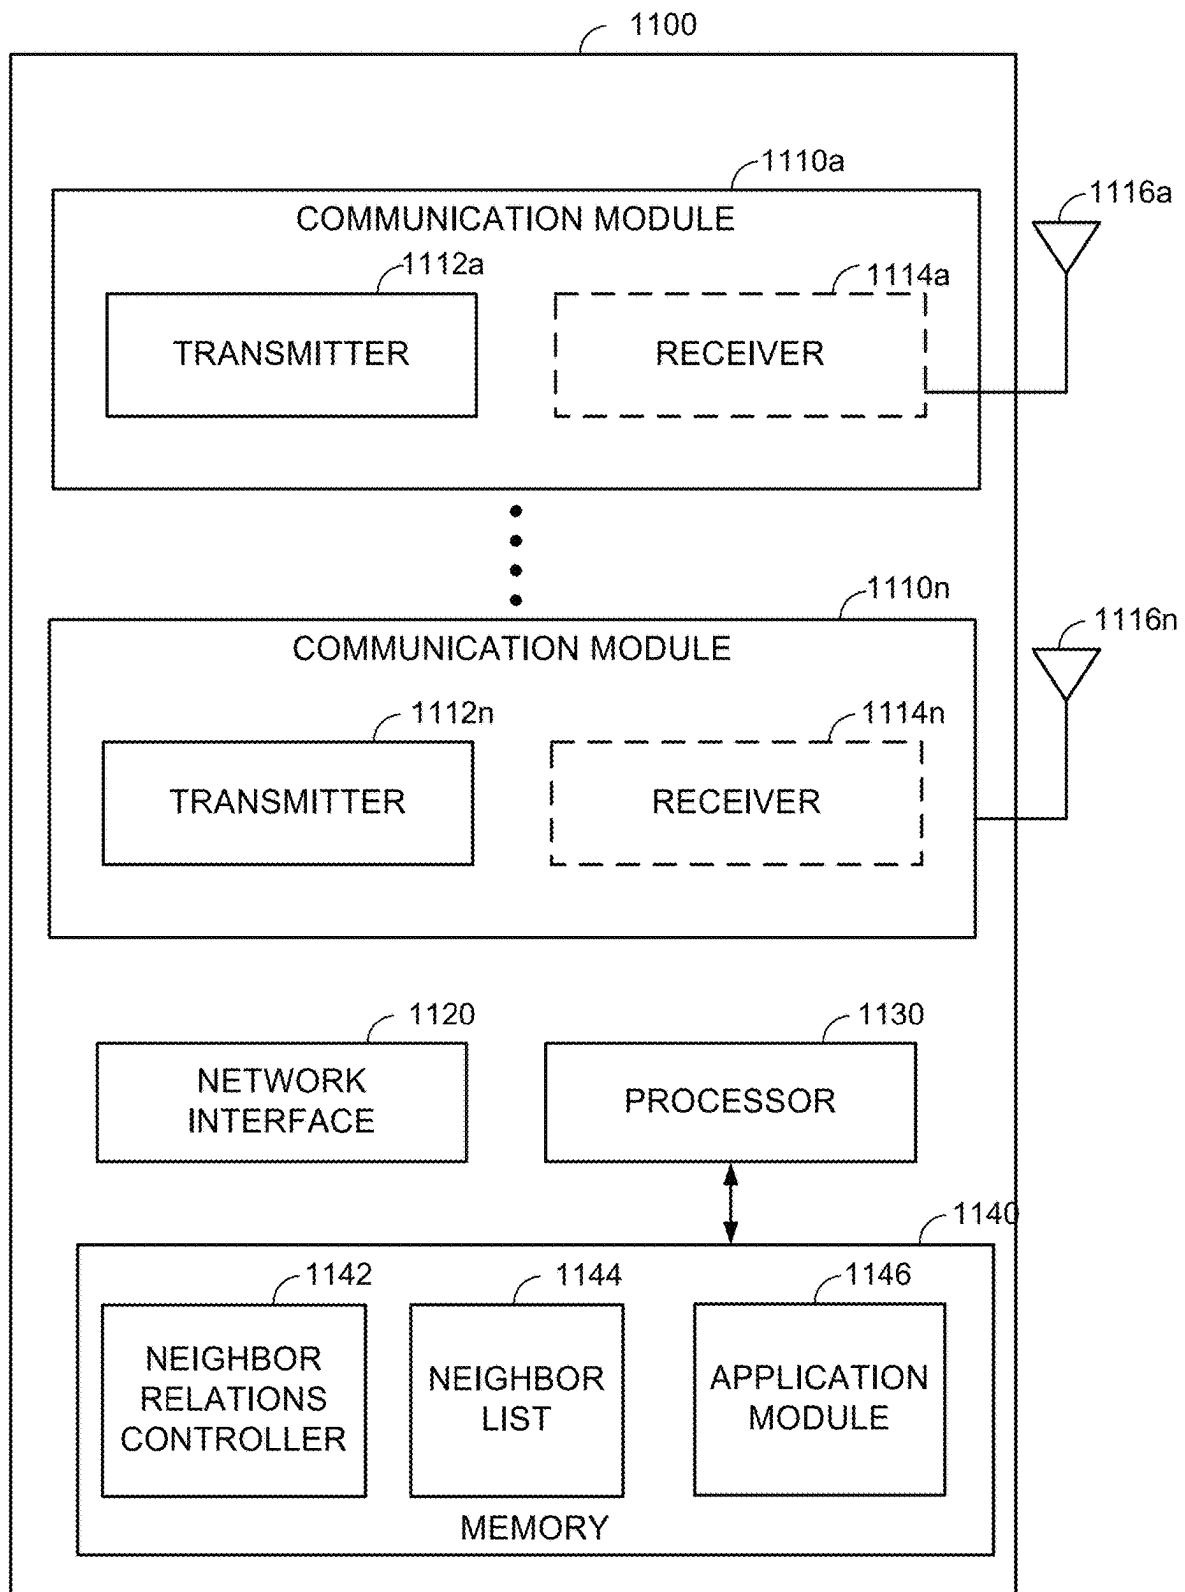 1100
1110a
COMMUNICATION MODULE
1116a
1112a
1114a
TRANSMITTER
RECEIVER
1110n
COMMUNICATION MODULE
1116n
1112n
1114n
TRANSMITTER
RECEIVER
1120
1130
NETWORK
INTERFACE
PROCESSOR
1140
1142
1144
1146
NEIGHBOR
RELATIONS
CONTROLLER
NEIGHBOR
LIST
APPLICATION
MODULE
MEMORY